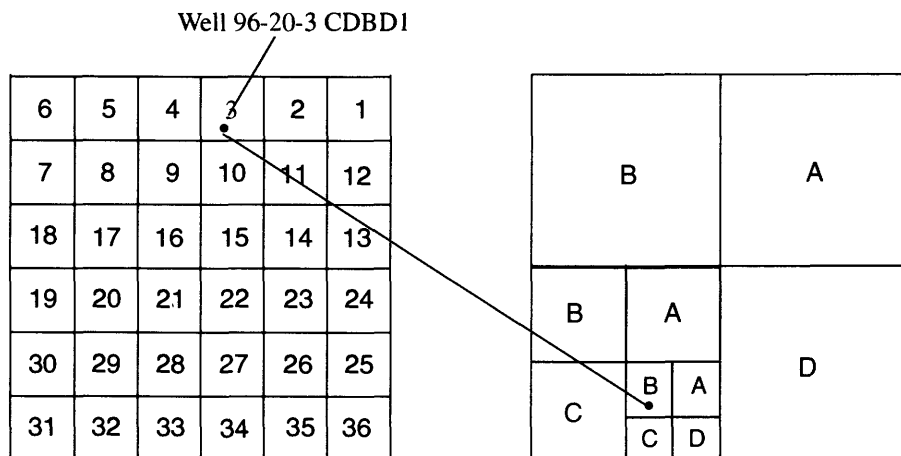 Well 96-20-3 CDBD1
6 5 4 3 2 1
7 8 9 10 11 12
18 17 16 15 14 13
19 20 21 22 23 24
30 29 28 27 26 25
31 32 33 34 35 36
B A
B A
D
B A
C
C D